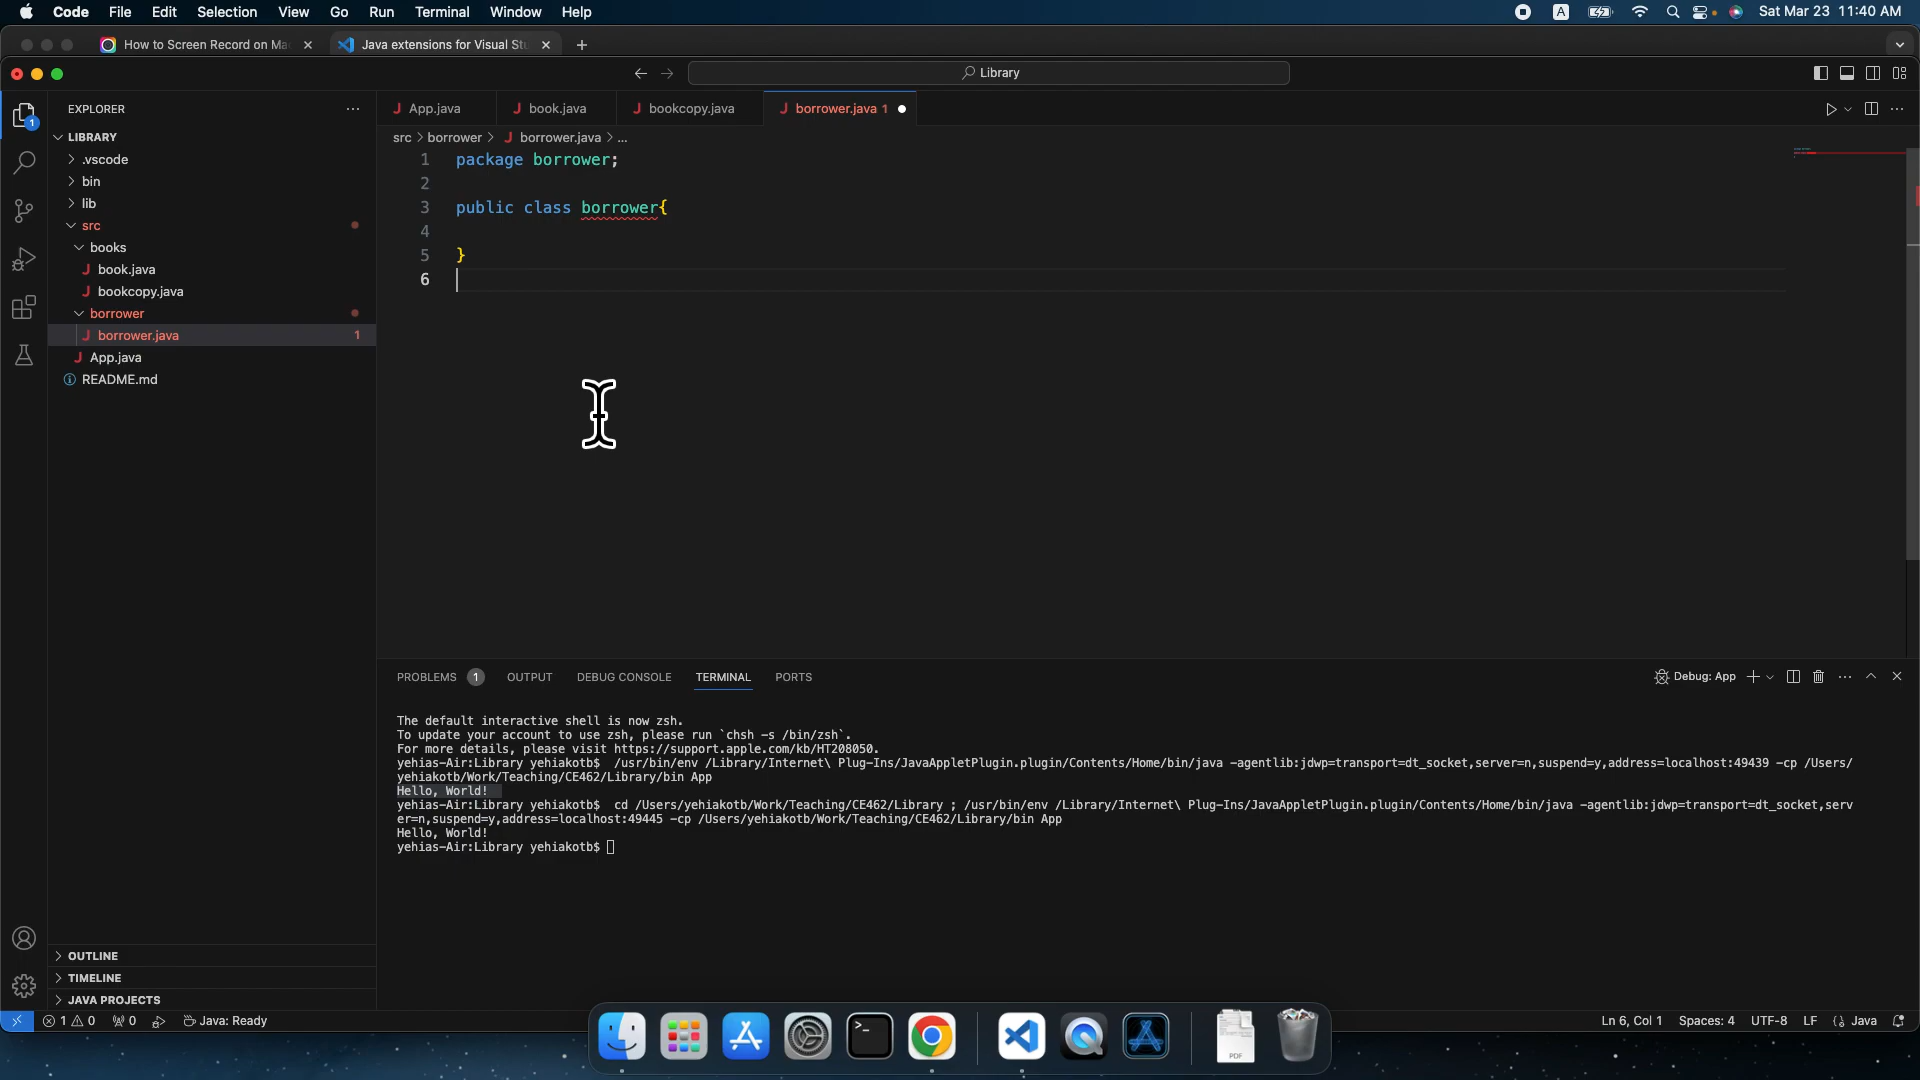 Code File Edit Selection View Go Run Terminal Window Help A Sat Mar 23 11:40 AM
How to Screen Record on Ma
Java extensions for Visual Stu
Library
EXPLORER
LIBRARY
.vscode
bin
lib
src
books
book.java
bookcopy.java
borrower
borrower.java 1
App.java
README.md
OUTLINE
TIMELINE
JAVA PROJECTS
1
App.java book.java bookcopy.java borrower.java 1
src > borrower > borrower.java > ...
1 package borrower;
2
3 public class borrower{
4
5 }
6
PROBLEMS 1 OUTPUT DEBUG CONSOLE TERMINAL PORTS Debug: App
The default interactive shell is now zsh.
To update your account to use zsh, please run `chsh -s /bin/zsh`.
For more details, please visit https://support.apple.com/kb/HT208050.
yehias-Air:Library yehiakotb$ /usr/bin/env /Library/Internet\ Plug-Ins/JavaAppletPlugin.plugin/Contents/Home/bin/java -agentlib:jdwp=transport=dt_socket,server=n,suspend=y,address=localhost:49439 -cp /Users/
yehiakotb/Work/Teaching/CE462/Library/bin App
Hello, World!
yehias-Air:Library yehiakotb$ cd /Users/yehiakotb/Work/Teaching/CE462/Library ; /usr/bin/env /Library/Internet\ Plug-Ins/JavaAppletPlugin.plugin/Contents/Home/bin/java -agentlib:jdwp=transport=dt_socket,serv
er=n,suspend=y,address=localhost:49445 -cp /Users/yehiakotb/Work/Teaching/CE462/Library/bin App
Hello, World!
yehias-Air:Library yehiakotb$
1 0 0 Java: Ready Ln 6, Col 1 Spaces: 4 UTF-8 LF {} Java
PDF